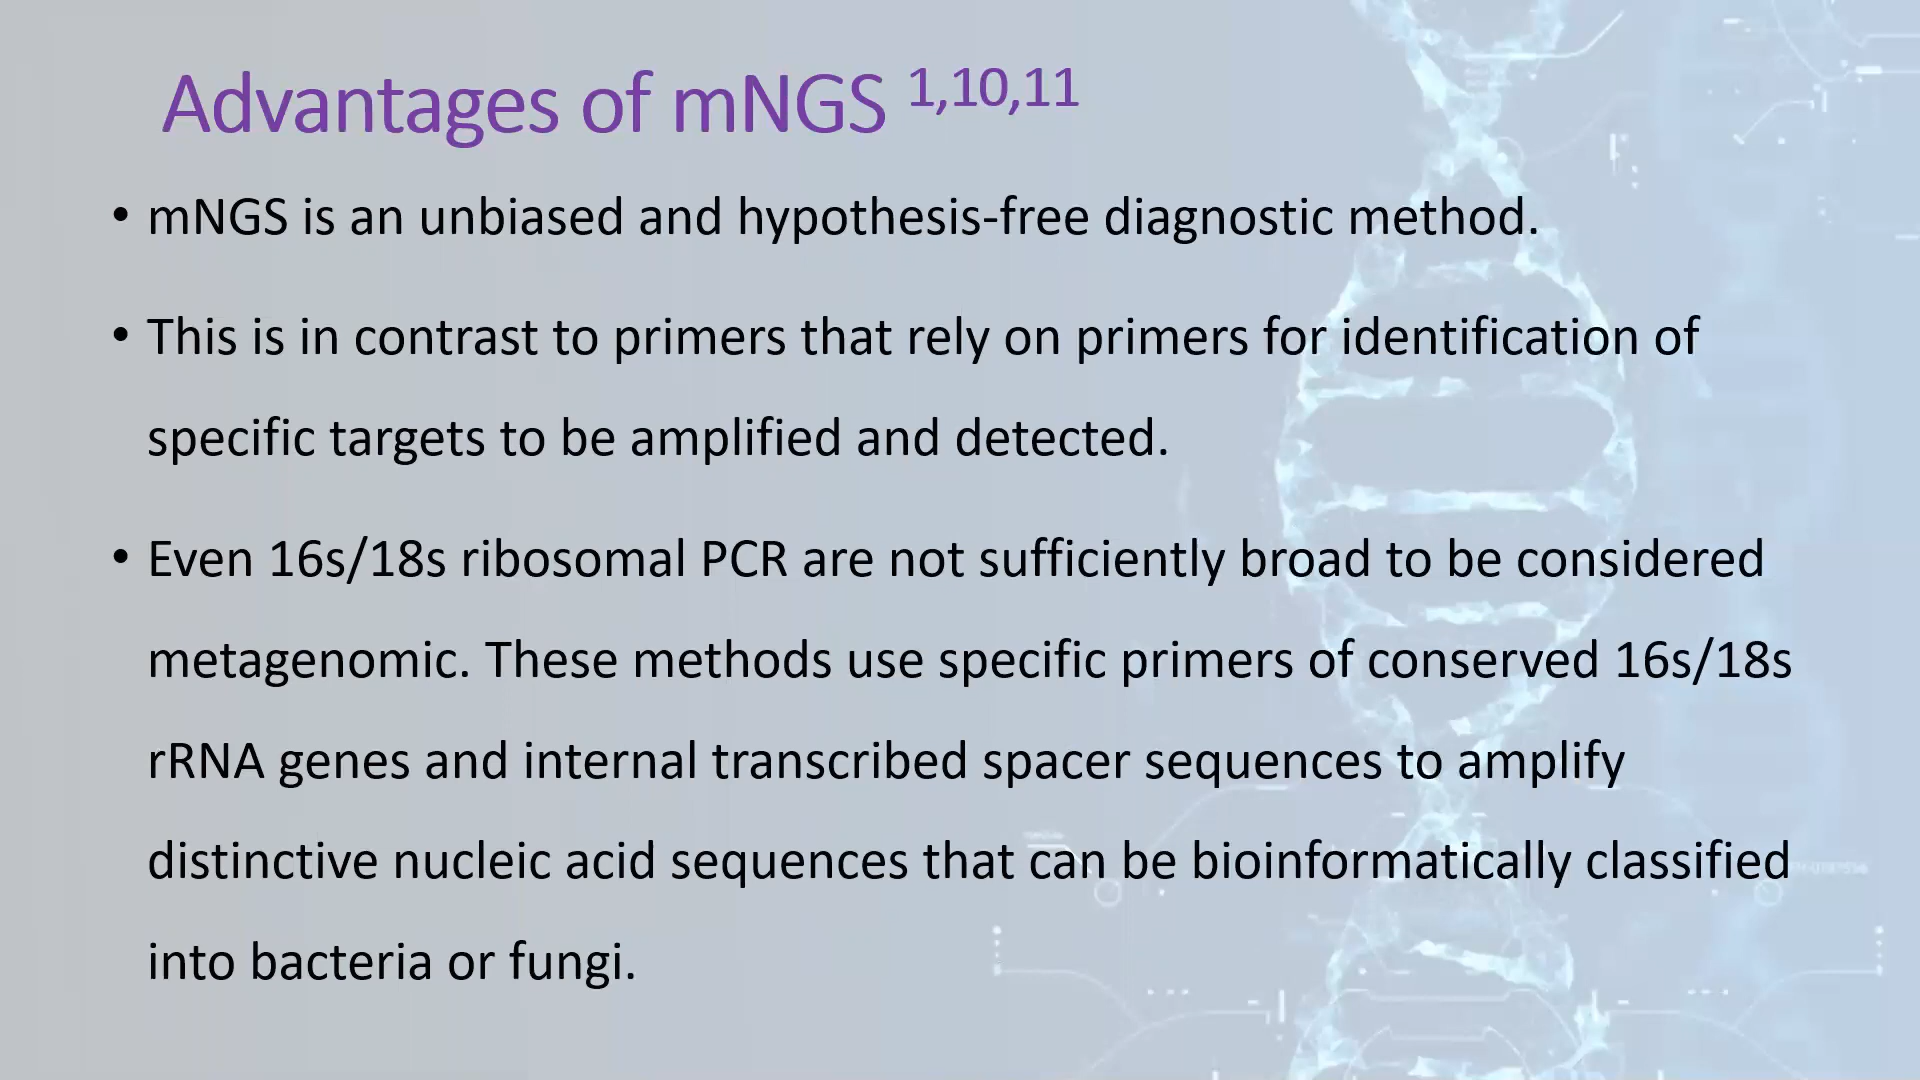 Advantages of mNGS 1,10,11
• mNGS is an unbiased and hypothesis-free diagnostic method.
• This is in contrast to primers that rely on primers for identification of
specific targets to be amplified and detected.
• Even 16s/18s ribosomal PCR are not sufficiently broad to be considered
metagenomic. These methods use specific primers of conserved 16s/18s
rRNA genes and internal transcribed spacer sequences to amplify
distinctive nucleic acid sequences that can be bioinformatically classified
into bacteria or fungi.